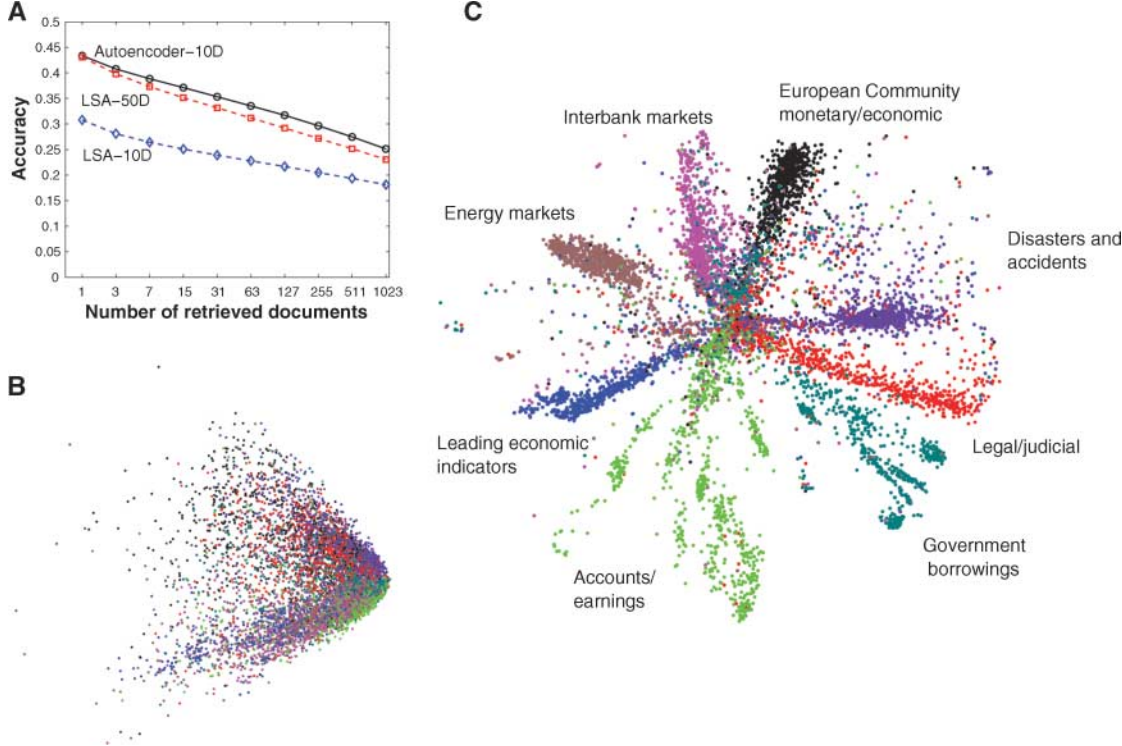 A
0.5
0.45
0.4
0.35
0.3
0.25
0.2
0.15
0.1
0.05
0
Accuracy
Autoencoder-10D
LSA-50D
LSA-10D
1 3 7 15 31 63 127 255 511 1023
Number of retrieved documents
B
C
European Community
monetary/economic
Interbank markets
Energy markets
Disasters and
accidents
Leading economic
indicators
Legal/judicial
Government
borrowings
Accounts/
earnings